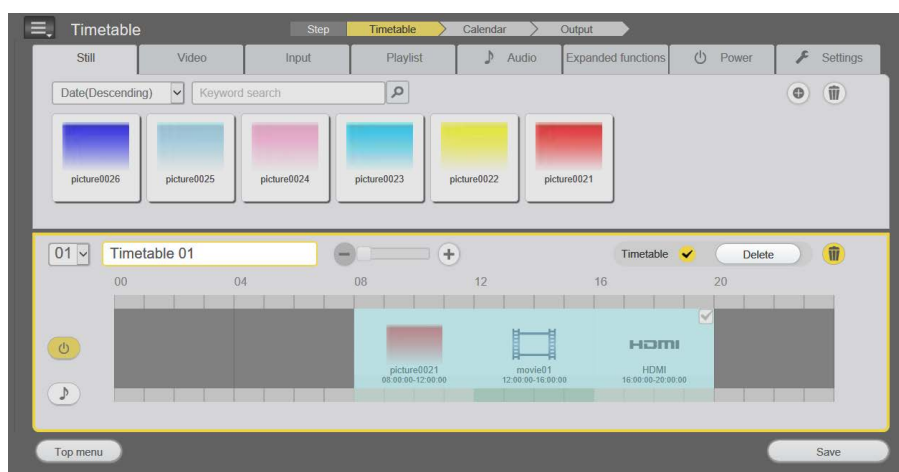 Timetable
Step Timetable Calendar Output
Still Video Input Playlist Audio Expanded functions Power Settings
Date(Descending) Keyword search
picture0026 picture0025 picture0024 picture0023 picture0022 picture0021
01 Timetable 01 Timetable Delete
00 04 08 12 16 20
HDMI
picture0021 movie01 HDMI
08:00:00-12:00:00 12:00:00-16:00:00 16:00:00-20:00:00
Top menu Save